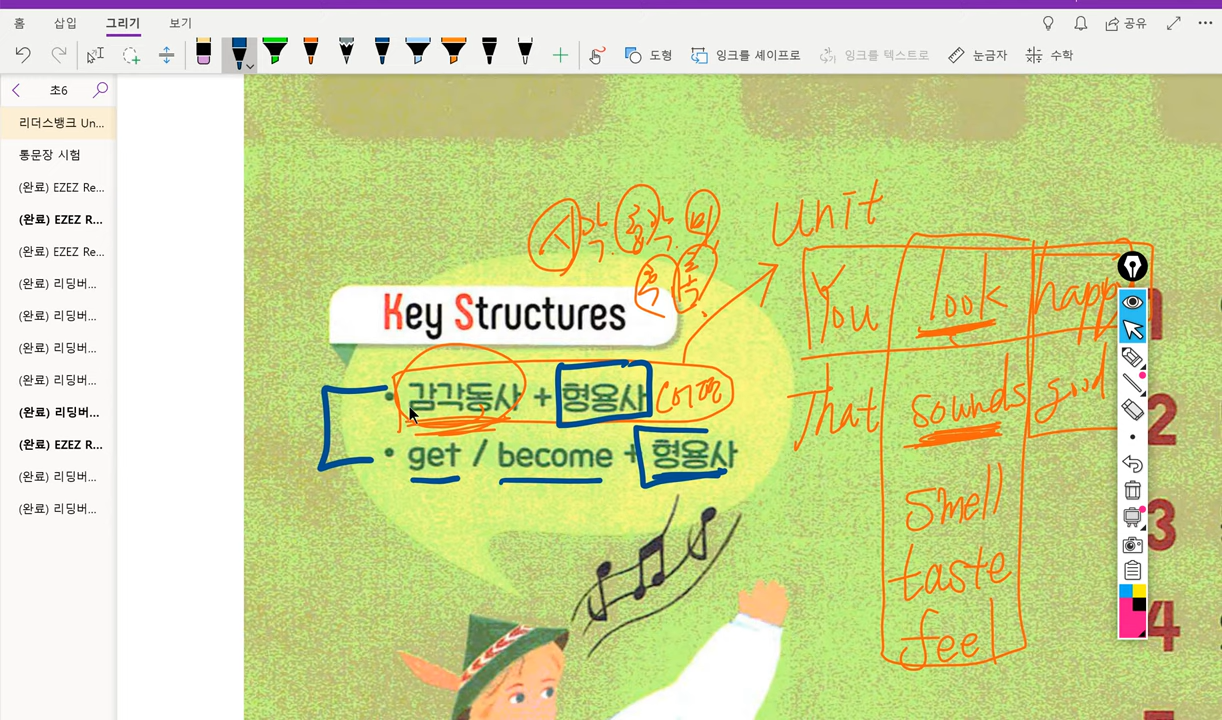 홈 삽입 그리기 보기
공유
도형 잉크를 셰이프로 잉크를 텍스트로 눈금자 수학
초6
리더스뱅크 Un...
통문장 시험
(완료) EZEZ Re...
(완료) EZEZ R...
(완료) EZEZ Re...
(완료) 리딩버...
(완료) 리딩버...
(완료) 리딩버...
(완료) 리딩버...
(완료) 리딩버...
(완료) EZEZ R...
(완료) 리딩버...
(완료) 리딩버...
시각 청각 미
후 촉
Key Structures
• 감각동사 + 형용사
• get / become + 형용사
Unit
You look happ
That sounds good
smell
taste
feel
1
2
3
4